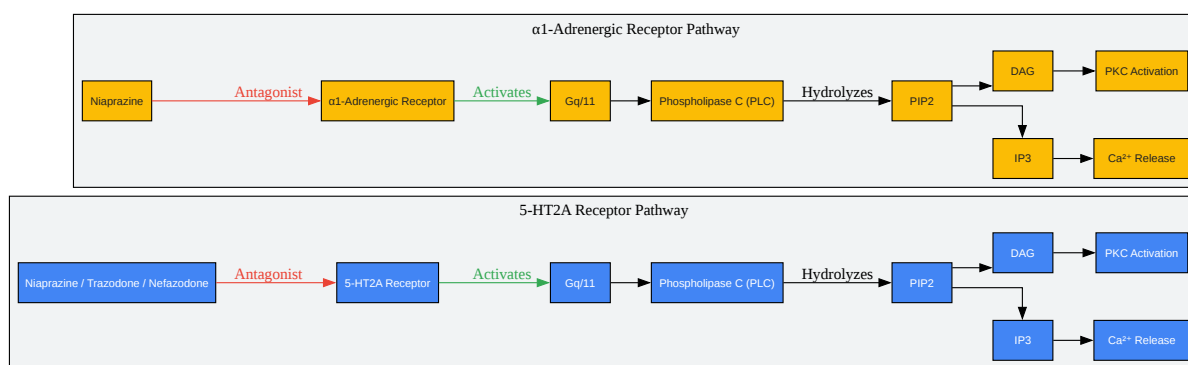 α1-Adrenergic Receptor Pathway
Niaprazine
Antagonist
α1-Adrenergic Receptor
Activates
Gq/11
Phospholipase C (PLC)
Hydrolyzes
PIP2
DAG
PKC Activation
IP3
Ca²⁺ Release
5-HT2A Receptor Pathway
Niaprazine / Trazodone / Nefazodone
Antagonist
5-HT2A Receptor
Activates
Gq/11
Phospholipase C (PLC)
Hydrolyzes
PIP2
DAG
PKC Activation
IP3
Ca²⁺ Release